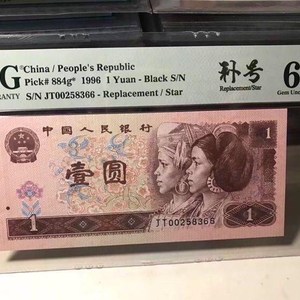 G China / People's Republic
Pick# 884g* 1996 1 Yuan - Black S/N
RANTY S/N JT00258366 - Replacement / Star
补号
Replacement/Star
6
Gem Unc
中国人民银行
1
壹圆
1
JT00258366